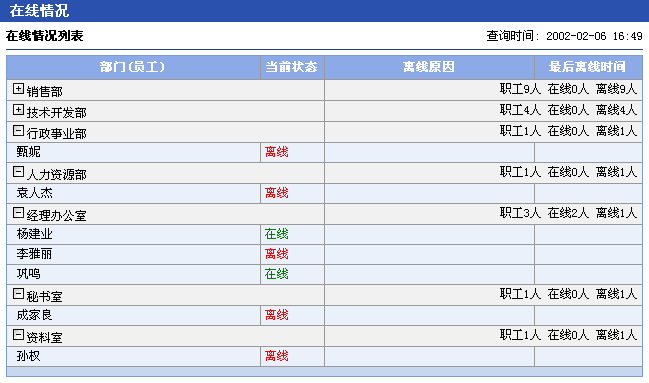 在线情况
在线情况列表 查询时间: 2002-02-06 16:49
部门(员工) 当前状态 离线原因 最后离线时间
销售部 职工9人 在线0人 离线9人
技术开发部 职工4人 在线0人 离线4人
行政事业部 职工1人 在线0人 离线1人
甄妮 离线
人力资源部 职工1人 在线0人 离线1人
袁人杰 离线
经理办公室 职工3人 在线2人 离线1人
杨建业 在线
李雅丽 离线
巩鸣 在线
秘书室 职工1人 在线0人 离线1人
成家良 离线
资料室 职工1人 在线0人 离线1人
孙权 离线